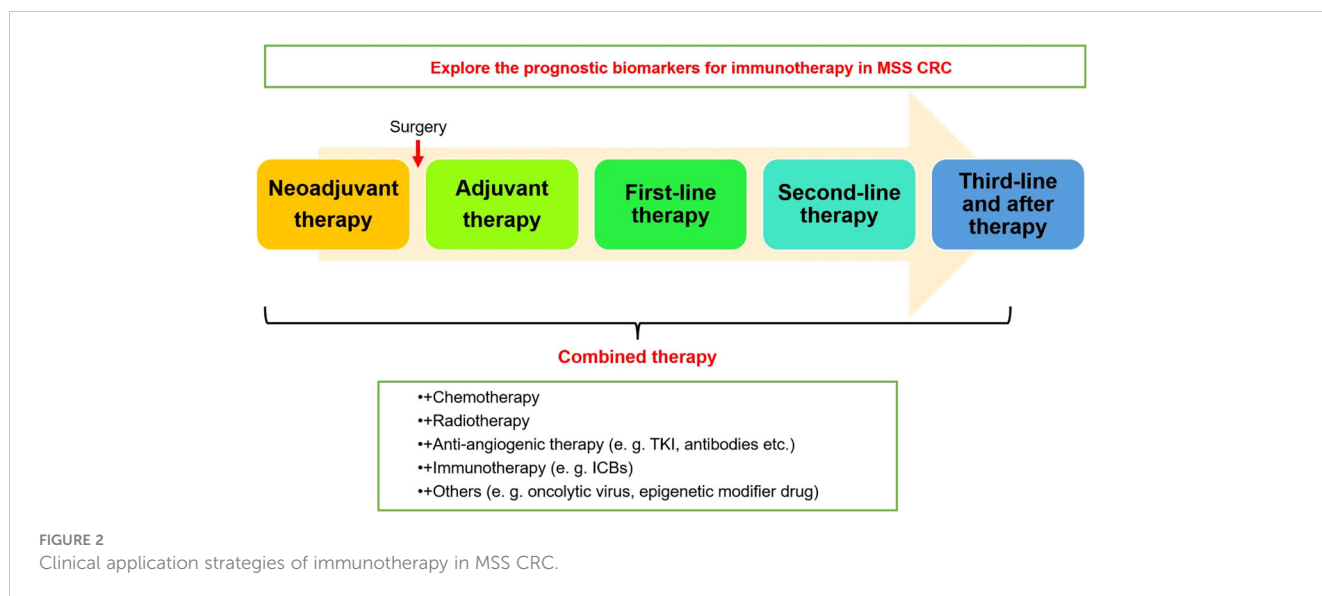 Explore the prognostic biomarkers for immunotherapy in MSS CRC
Surgery
Neoadjuvant
therapy
Adjuvant
therapy
First-line
therapy
Second-line
therapy
Third-line
and after
therapy
Combined therapy
•+Chemotherapy
•+Radiotherapy
•+Anti-angiogenic therapy (e. g. TKI, antibodies etc.)
•+Immunotherapy (e. g. ICBs)
•+Others (e. g. oncolytic virus, epigenetic modifier drug)
FIGURE 2
Clinical application strategies of immunotherapy in MSS CRC.